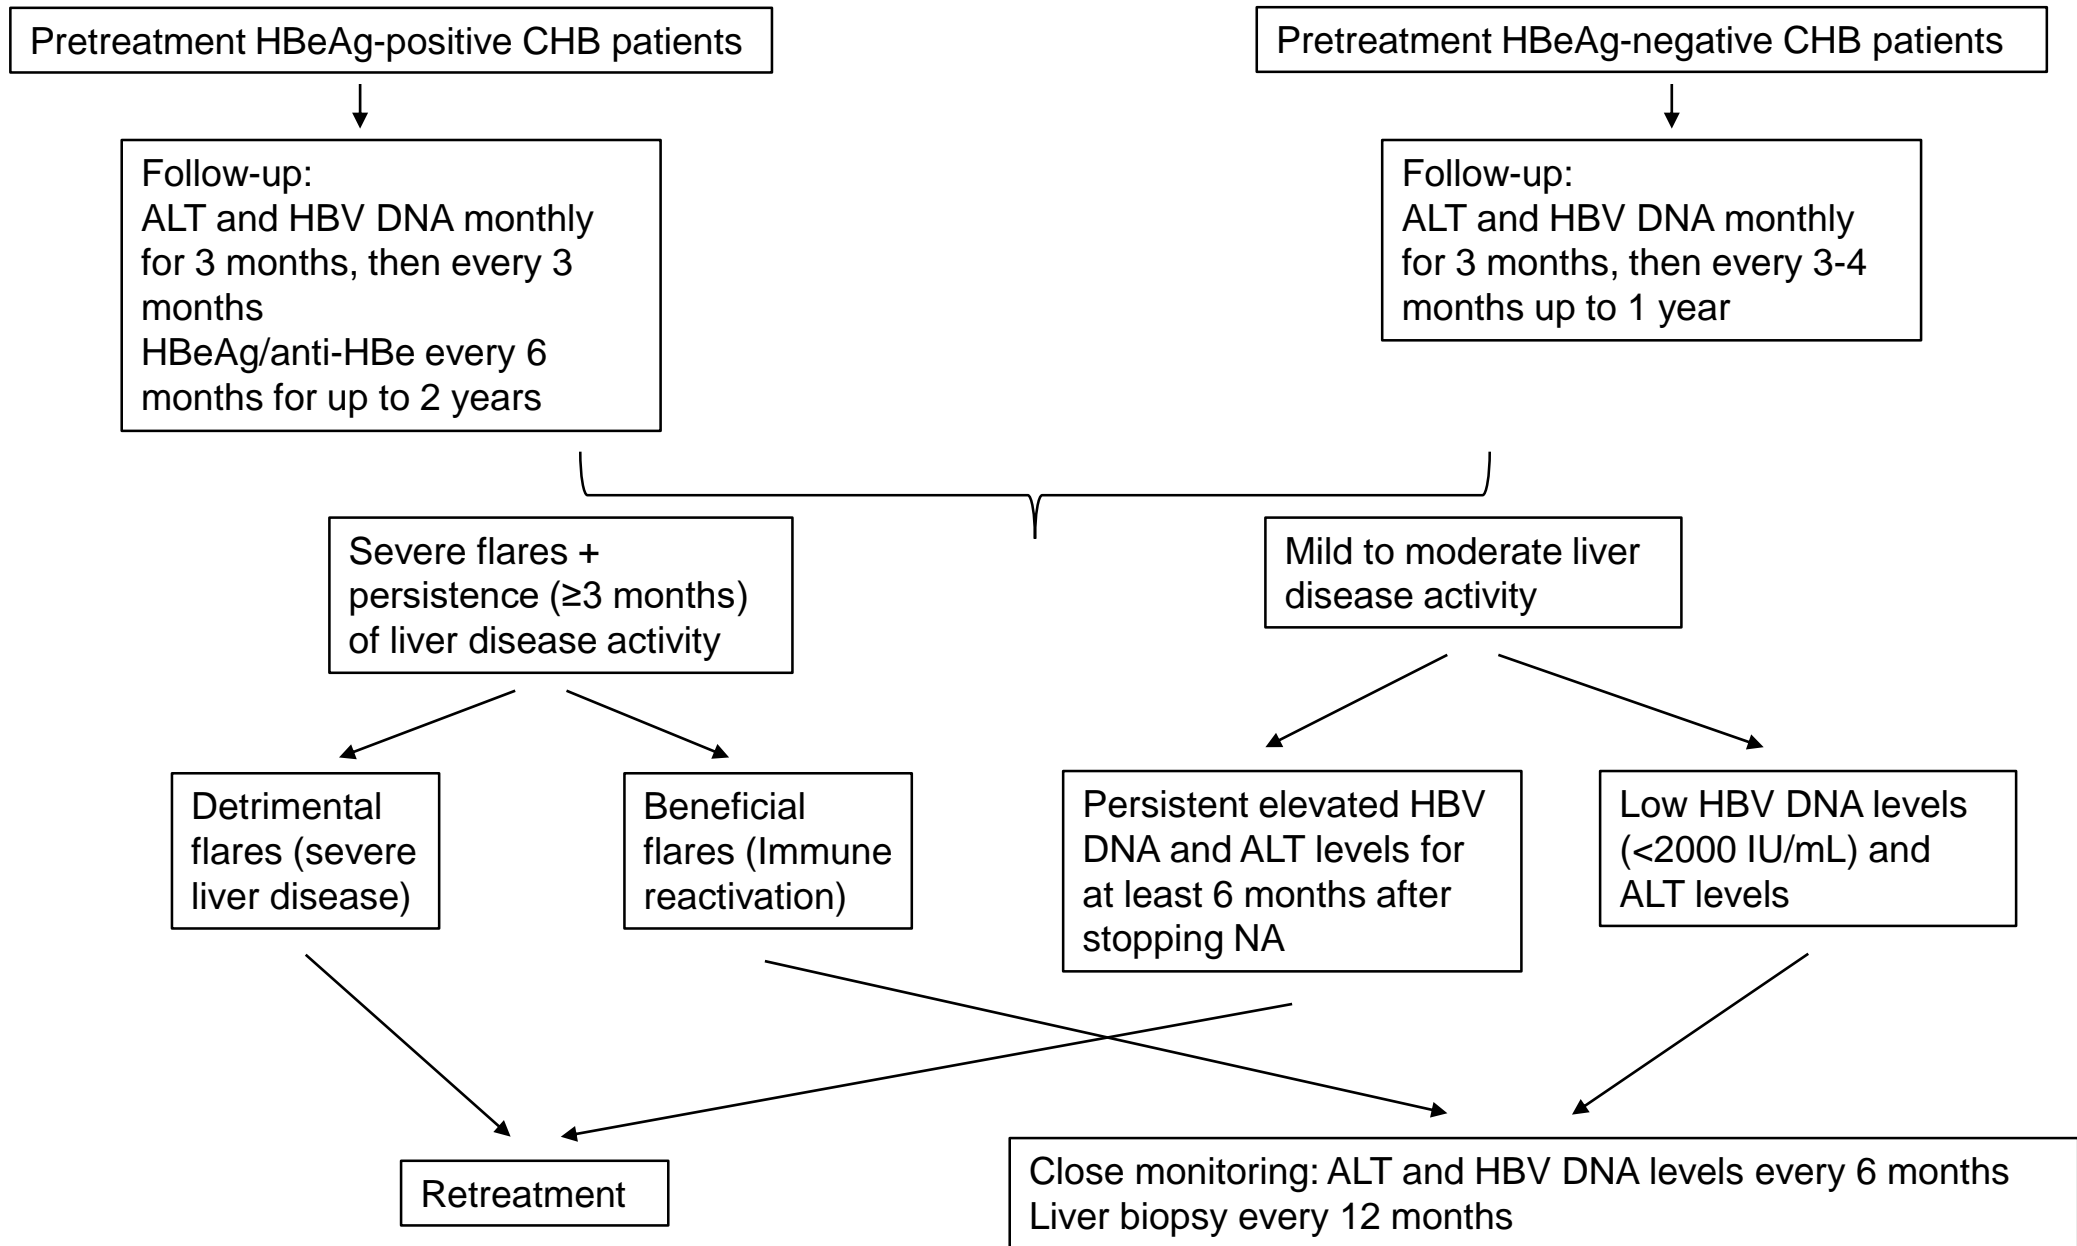 Pretreatment HBeAg-positive CHB patients
Pretreatment HBeAg-negative CHB patients
Follow-up:
ALT and HBV DNA monthly
for 3 months, then every 3
months
HBeAg/anti-HBe every 6
months for up to 2 years
Follow-up:
ALT and HBV DNA monthly
for 3 months, then every 3-4
months up to 1 year
Severe flares +
persistence (≥3 months)
of liver disease activity
Mild to moderate liver
disease activity
Detrimental
flares (severe
liver disease)
Beneficial
flares (Immune
reactivation)
Persistent elevated HBV
DNA and ALT levels for
at least 6 months after
stopping NA
Low HBV DNA levels
(<2000 IU/mL) and
ALT levels
Retreatment
Close monitoring: ALT and HBV DNA levels every 6 months
Liver biopsy every 12 months